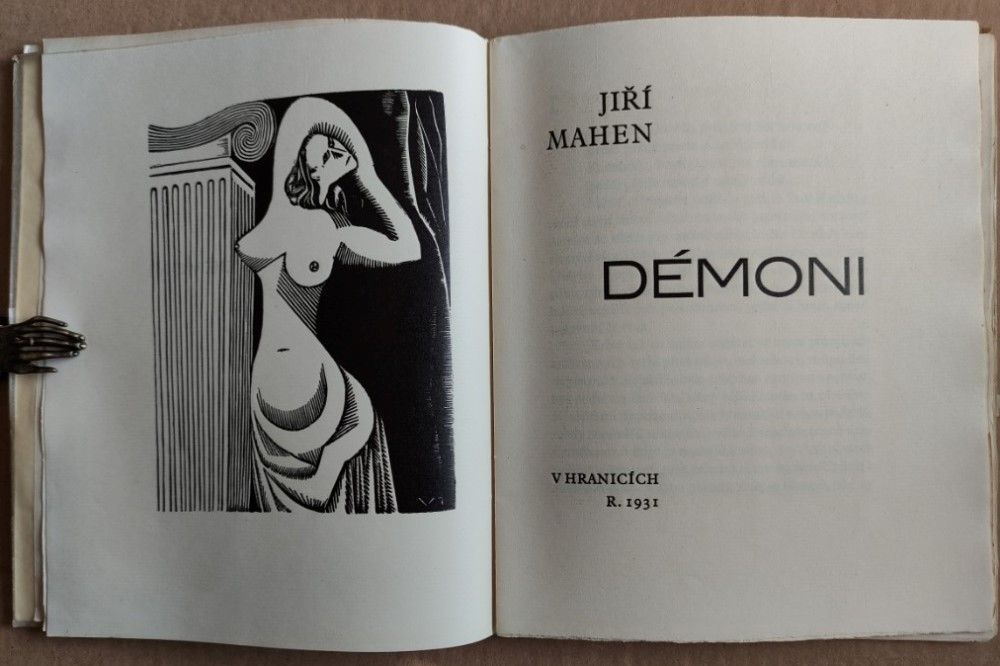 JIŘÍ
MAHEN
DÉMONI
V HRANICÍCH
R. 1931